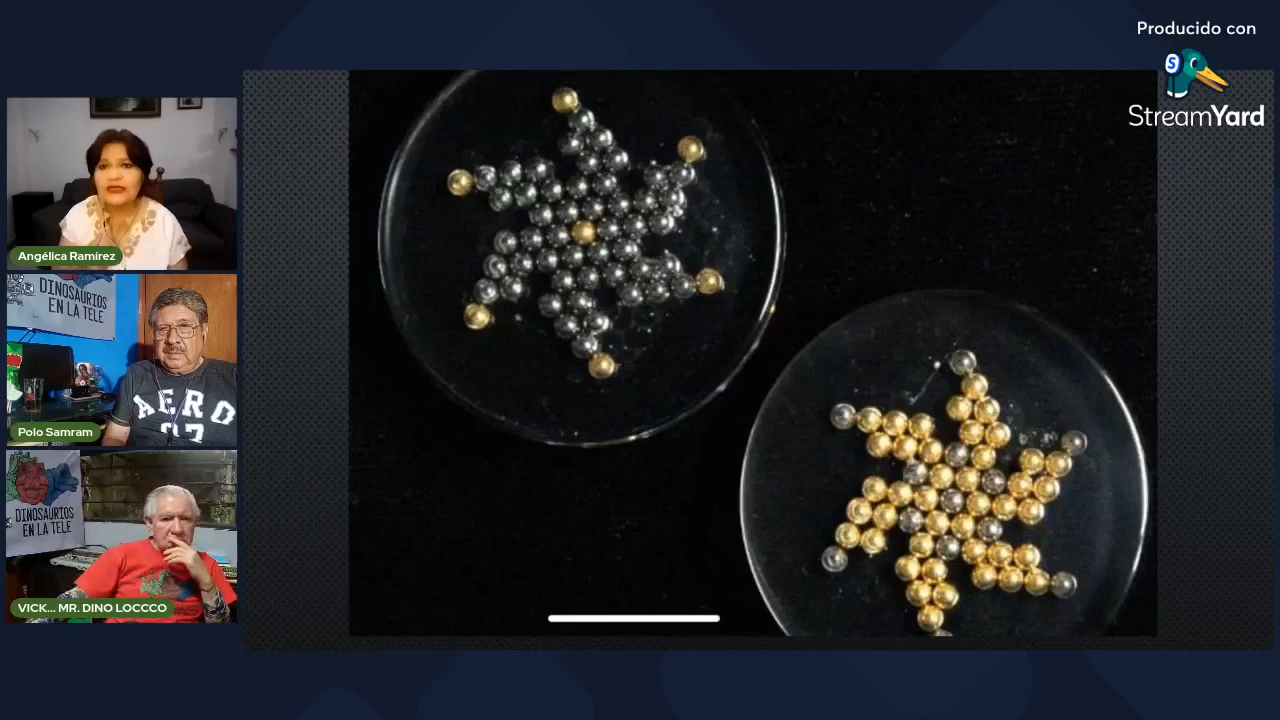 Producido con
StreamYard
Angélica Ramírez
DINOSAURIOS
EN LA TELE
AERO
Polo Samram
DINOSAURIOS
EN LA TELE
VICK... MR. DINO LOCCCO